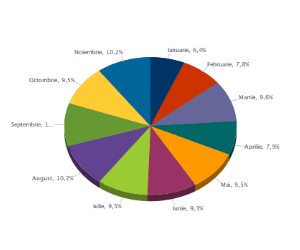 Ianuarie, 6,4%
Februarie, 7,8%
Martie, 9,6%
Aprilie, 7,9%
Mai, 9,5%
Iunie, 9,3%
Iulie, 9,5%
August, 10,2%
Septembrie, 1...
Octombrie, 9,5%
Noiembrie, 10,2%